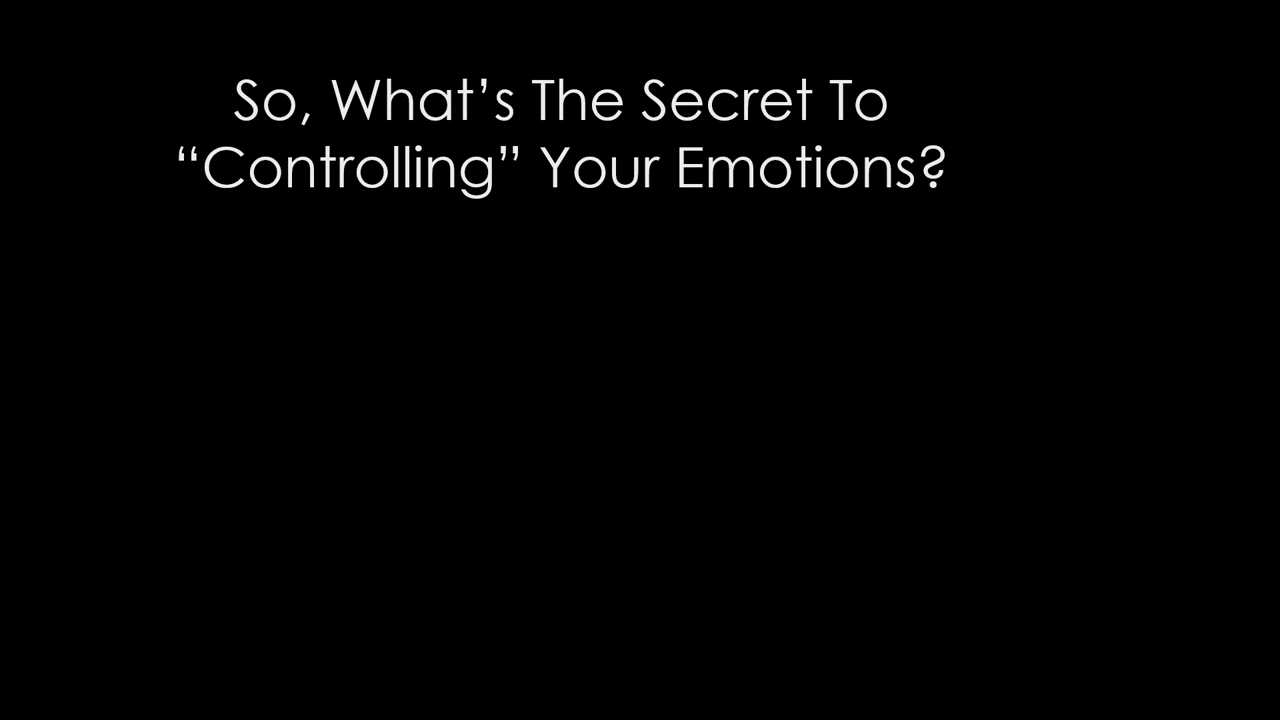 So, What’s The Secret To
“Controlling” Your Emotions?